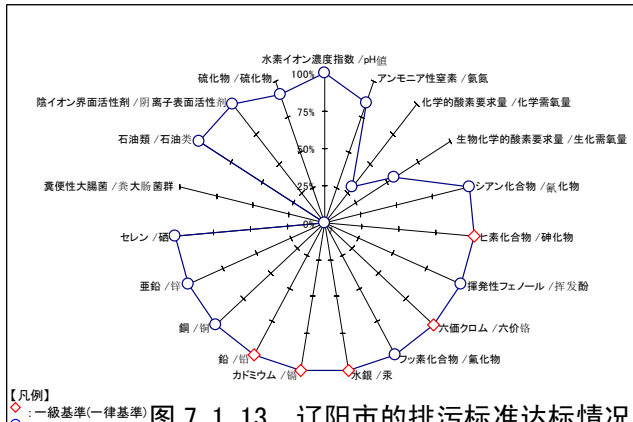 水素イオン濃度指数／pH値
硫化物／硫化物
100%
アンモニア性窒素／氨氮
陰イオン界面活性剤／阴离子表面活性剂
化学的酸素要求量／化学需氧量
75%
石油類／石油类
生物化学的酸素要求量／生化需氧量
50%
糞便性大腸菌／粪大肠菌群
25%
シアン化合物／氰化物
0%
セレン／硒
ヒ素化合物／砷化物
亜鉛／锌
揮発性フェノール／挥发酚
銅／铜
六価クロム／六价铬
鉛／铅
フッ素化合物／氟化物
カドミウム／镉
水銀／汞
【凡例】
：一級基準(一律基準)
图 7.1.13　辽阳市的排污标准达标情况